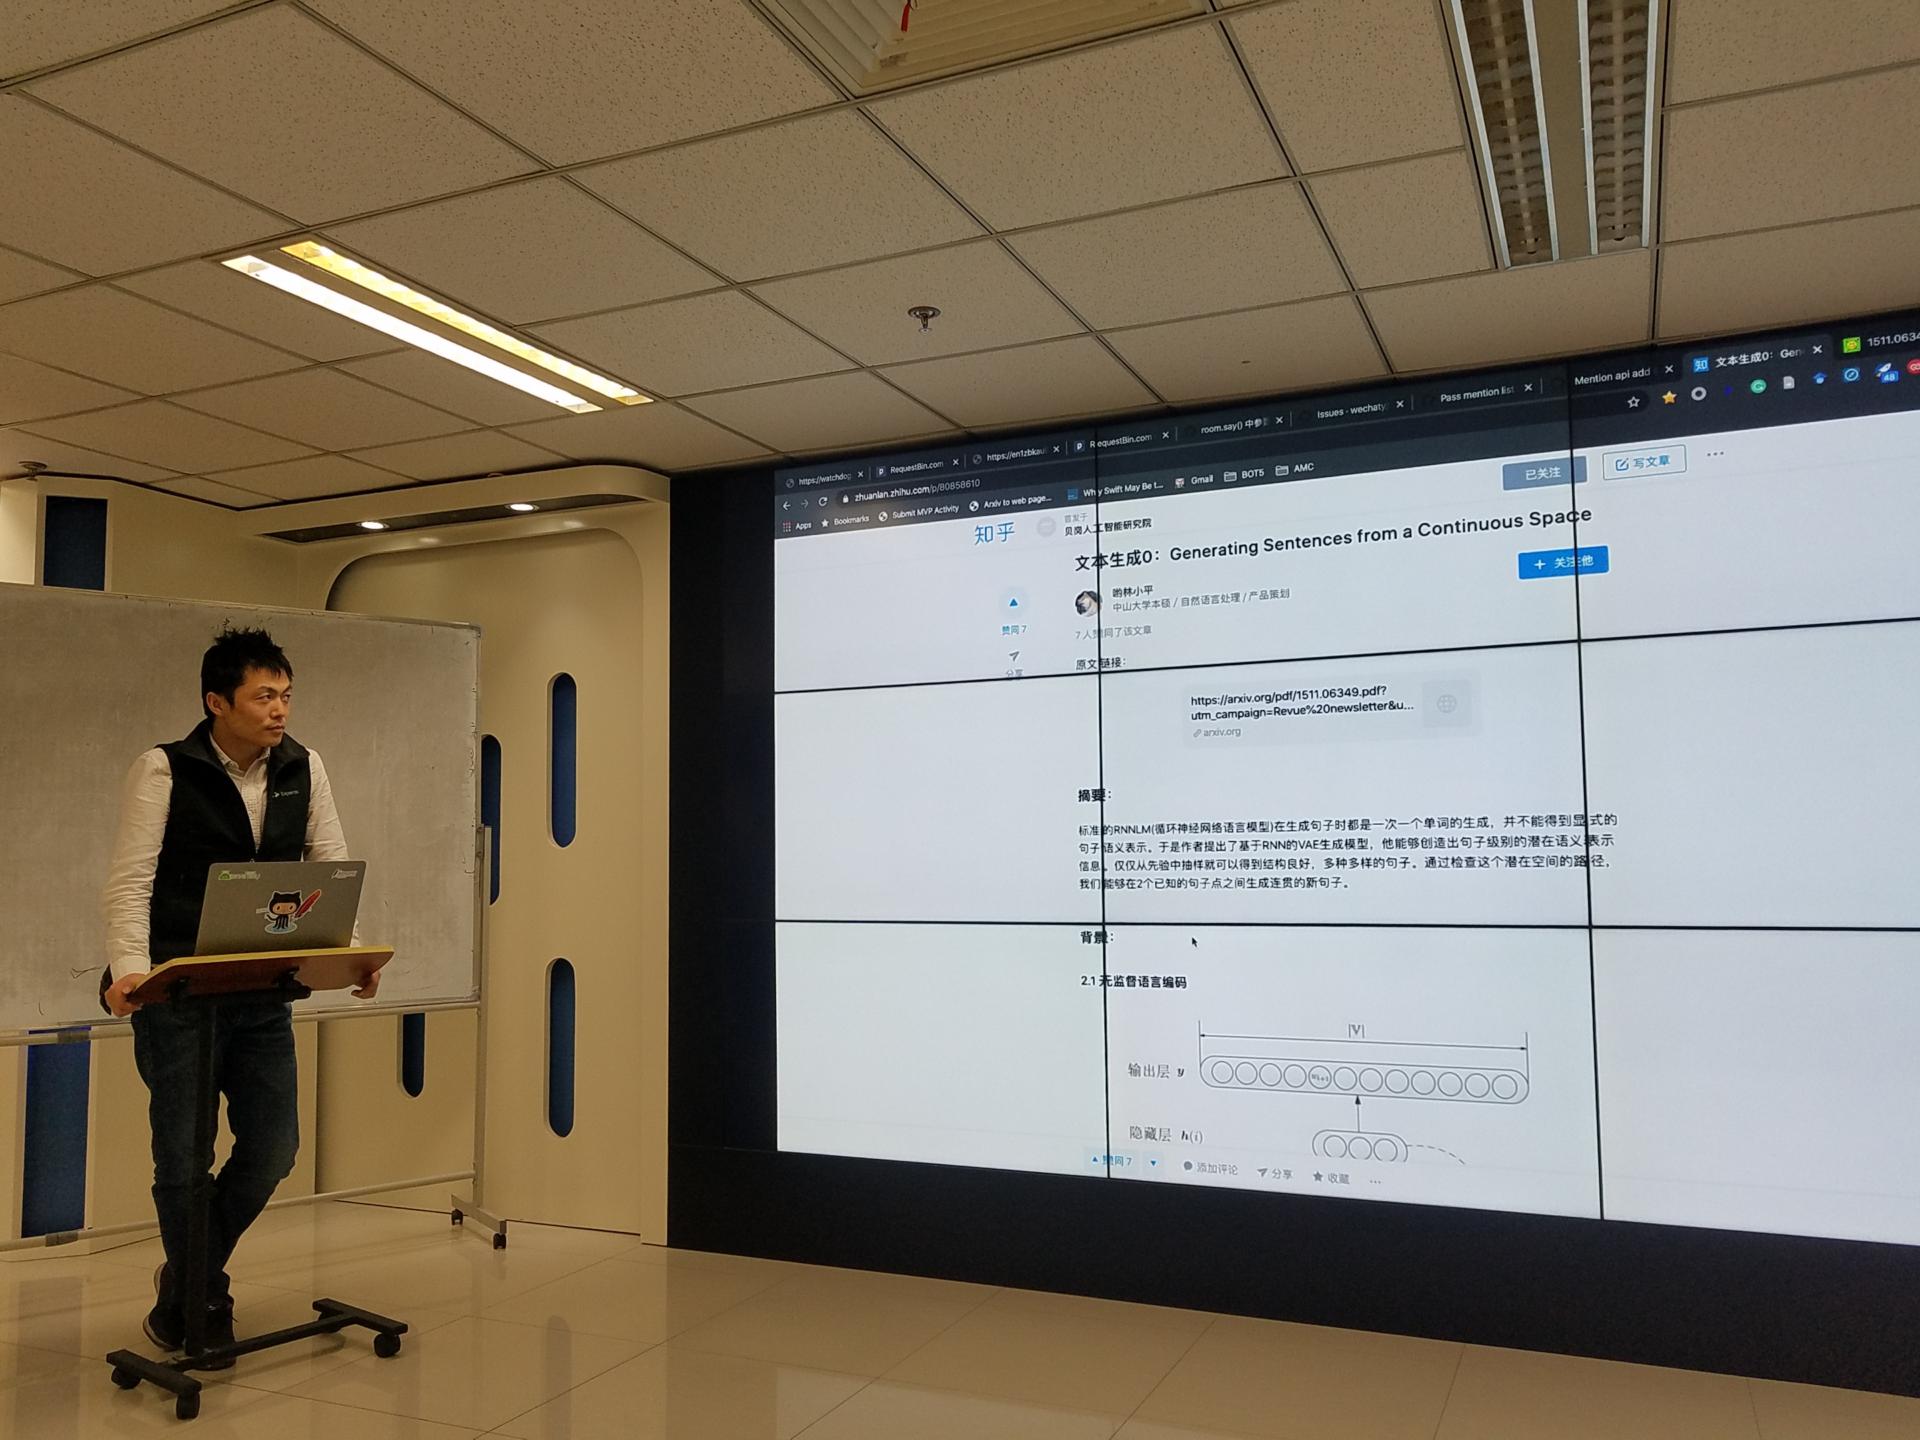 https://watchdog
RequestBin.com
https://en1zbkau
RequestBin.com
room.say() 中参
Issues · wechaty
Pass mention list
Mention api add
文本生成0: Gen
1511.0634
zhuanlan.zhihu.com/p/80858610
48
Apps
Bookmarks
Submit MVP Activity
Arxiv to web page...
Why Swift May Be t...
Gmail
BOT5
AMC
知乎
首发于
贝壳人工智能研究院
已关注
写文章
文本生成0：Generating Sentences from a Continuous Space
哟林小平
中山大学本硕 / 自然语言处理 / 产品策划
+ 关注他
赞同 7
分享
7 人赞同了该文章
原文链接：
https://arxiv.org/pdf/1511.06349.pdf?
utm_campaign=Revue%20newsletter&u...
arxiv.org
摘要：
标准的RNNLM(循环神经网络语言模型)在生成句子时都是一次一个单词的生成，并不能得到显式的
句子语义表示。于是作者提出了基于RNN的VAE生成模型，他能够创造出句子级别的潜在语义表示
信息。仅仅从先验中抽样就可以得到结构良好，多种多样的句子。通过检查这个潜在空间的路径，
我们能够在2个已知的句子点之间生成连贯的新句子。
背景：
2.1 无监督语言编码
|V|
输出层 y
w_{i+1}
隐藏层 h(i)
赞同 7
添加评论
分享
收藏